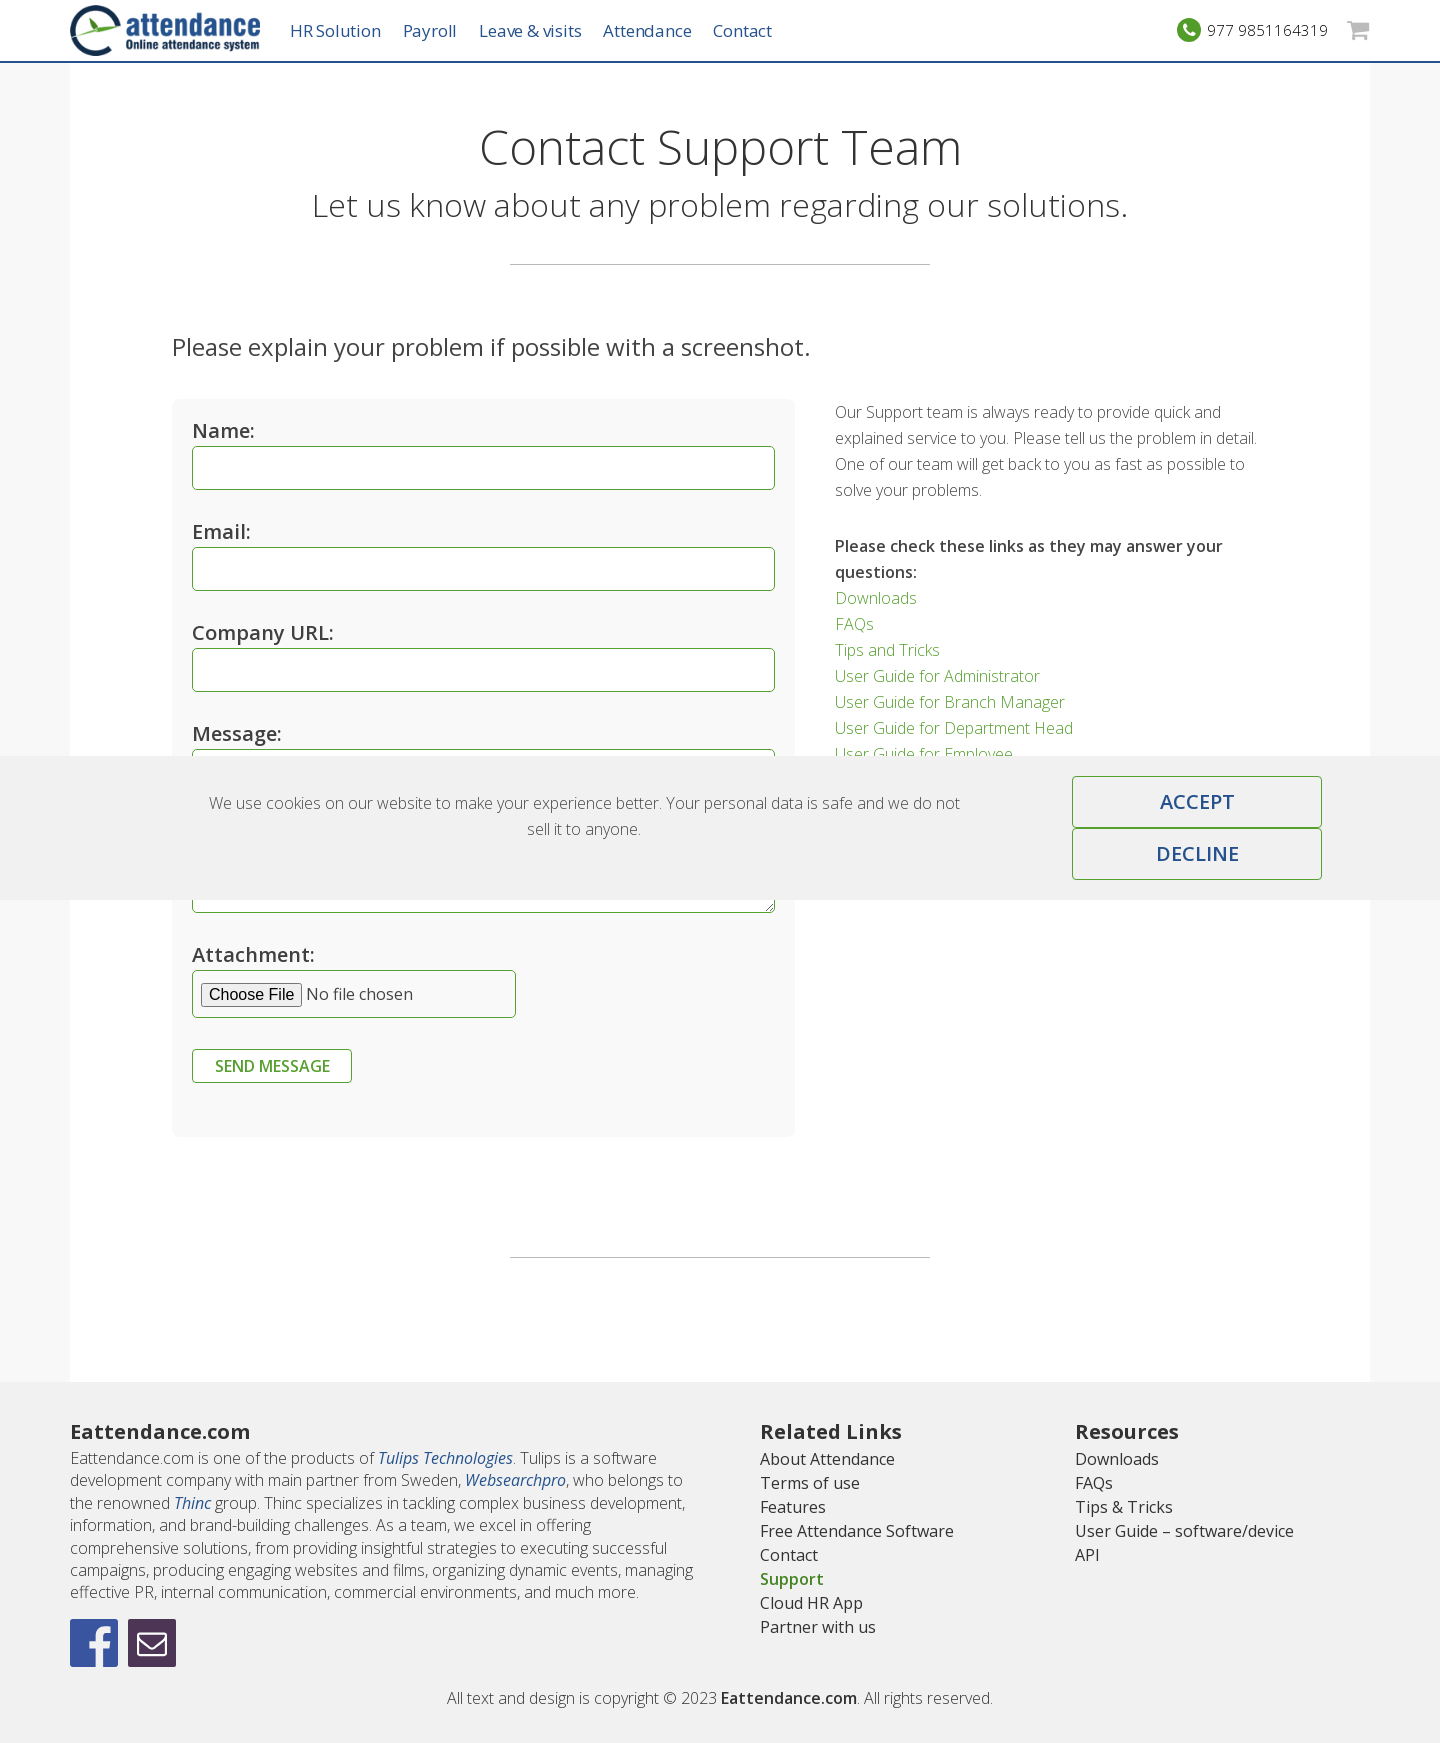 attendance
Online attendance system
HR Solution
Payroll
Leave & visits
Attendance
Contact
977 9851164319
Contact Support Team
Let us know about any problem regarding our solutions.
Please explain your problem if possible with a screenshot.
Name:
Email:
Company URL:
Message:
Attachment:
Choose File No file chosen
SEND MESSAGE
Our Support team is always ready to provide quick and
explained service to you. Please tell us the problem in detail.
One of our team will get back to you as fast as possible to
solve your problems.
Please check these links as they may answer your
questions:
Downloads
FAQs
Tips and Tricks
User Guide for Administrator
User Guide for Branch Manager
User Guide for Department Head
User Guide for Employee
We use cookies on our website to make your experience better. Your personal data is safe and we do not
sell it to anyone.
ACCEPT
DECLINE
Eattendance.com
Eattendance.com is one of the products of Tulips Technologies. Tulips is a software
development company with main partner from Sweden, Websearchpro, who belongs to
the renowned Thinc group. Thinc specializes in tackling complex business development,
information, and brand-building challenges. As a team, we excel in offering
comprehensive solutions, from providing insightful strategies to executing successful
campaigns, producing engaging websites and films, organizing dynamic events, managing
effective PR, internal communication, commercial environments, and much more.
Related Links
About Attendance
Terms of use
Features
Free Attendance Software
Contact
Support
Cloud HR App
Partner with us
Resources
Downloads
FAQs
Tips & Tricks
User Guide – software/device
API
All text and design is copyright © 2023 Eattendance.com. All rights reserved.